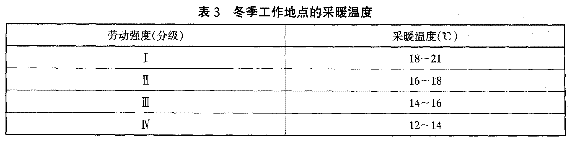 表3 冬季工作地点的采暖温度
劳动强度(分级) 采暖温度(℃)
Ⅰ 18~21
Ⅱ 16~18
Ⅲ 14~16
Ⅳ 12~14